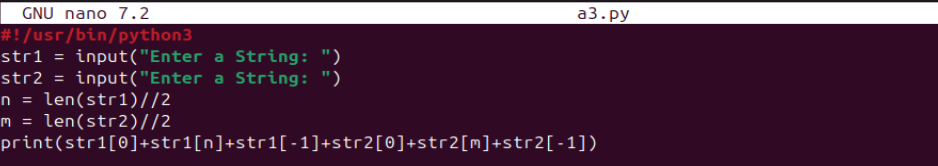 GNU nano 7.2 a3.py
#!/usr/bin/python3
str1 = input("Enter a String: ")
str2 = input("Enter a String: ")
n = len(str1)//2
m = len(str2)//2
print(str1[0]+str1[n]+str1[-1]+str2[0]+str2[m]+str2[-1])